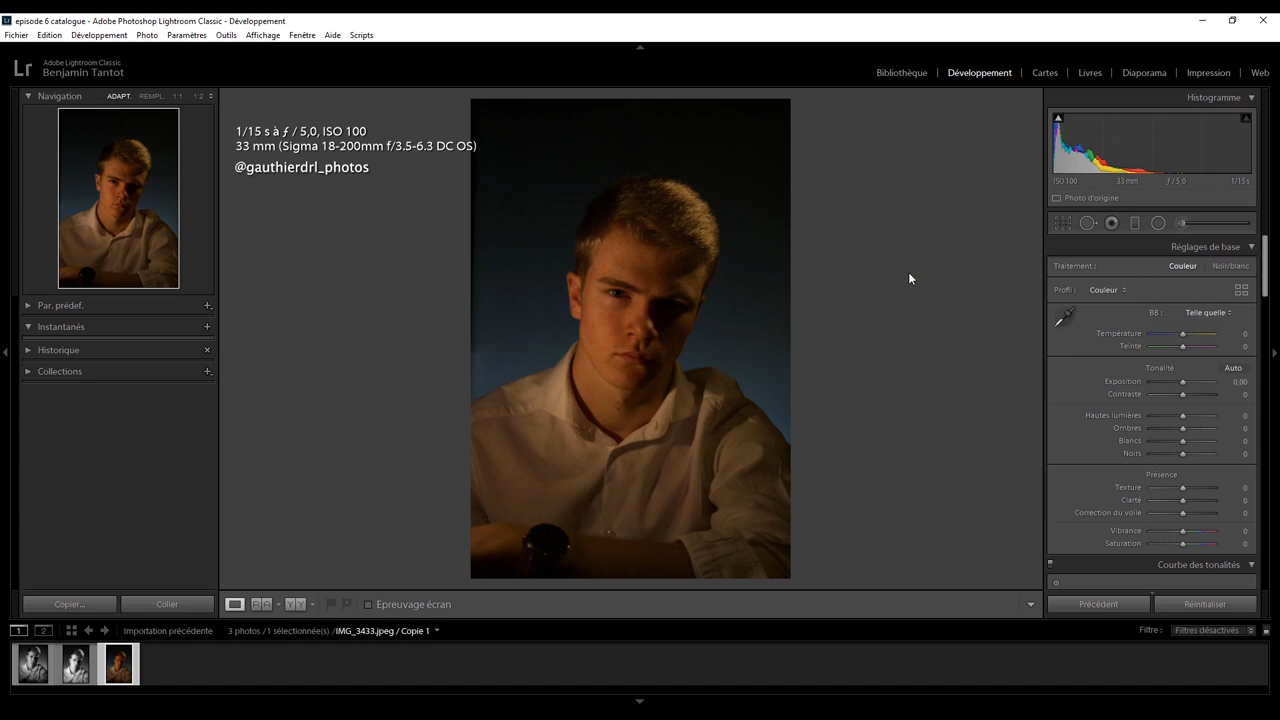 episode 6 catalogue - Adobe Photoshop Lightroom Classic - Développement
Fichier Edition Développement Photo Paramètres Outils Affichage Fenêtre Aide Scripts
Lr Adobe Lightroom Classic
Benjamin Tantot
Bibliothèque | Développement | Cartes | Livres | Diaporama | Impression | Web
Navigation ADAPT. REMPL. 1:1 1:2
Par. prédef.
Instantanés
Historique
Collections
Copier... Coller
1/15 s à ƒ / 5,0, ISO 100
33 mm (Sigma 18-200mm f/3.5-6.3 DC OS)
@gauthierdrl_photos
Epreuvage écran
Histogramme
ISO 100 33 mm ƒ / 5,0 1/15 s
Photo d'origine
Réglages de base
Traitement : Couleur Noir/blanc
Profil : Couleur
BB : Telle quelle
Température 0
Teinte 0
Tonalité Auto
Exposition 0,00
Contraste 0
Hautes lumières 0
Ombres 0
Blancs 0
Noirs 0
Présence
Texture 0
Clarté 0
Correction du voile 0
Vibrance 0
Saturation 0
Courbe des tonalités
Précédent Réinitialiser
1 2 Importation précédente 3 photos / 1 sélectionnée(s) / IMG_3433.jpeg / Copie 1 Filtre : Filtres désactivés